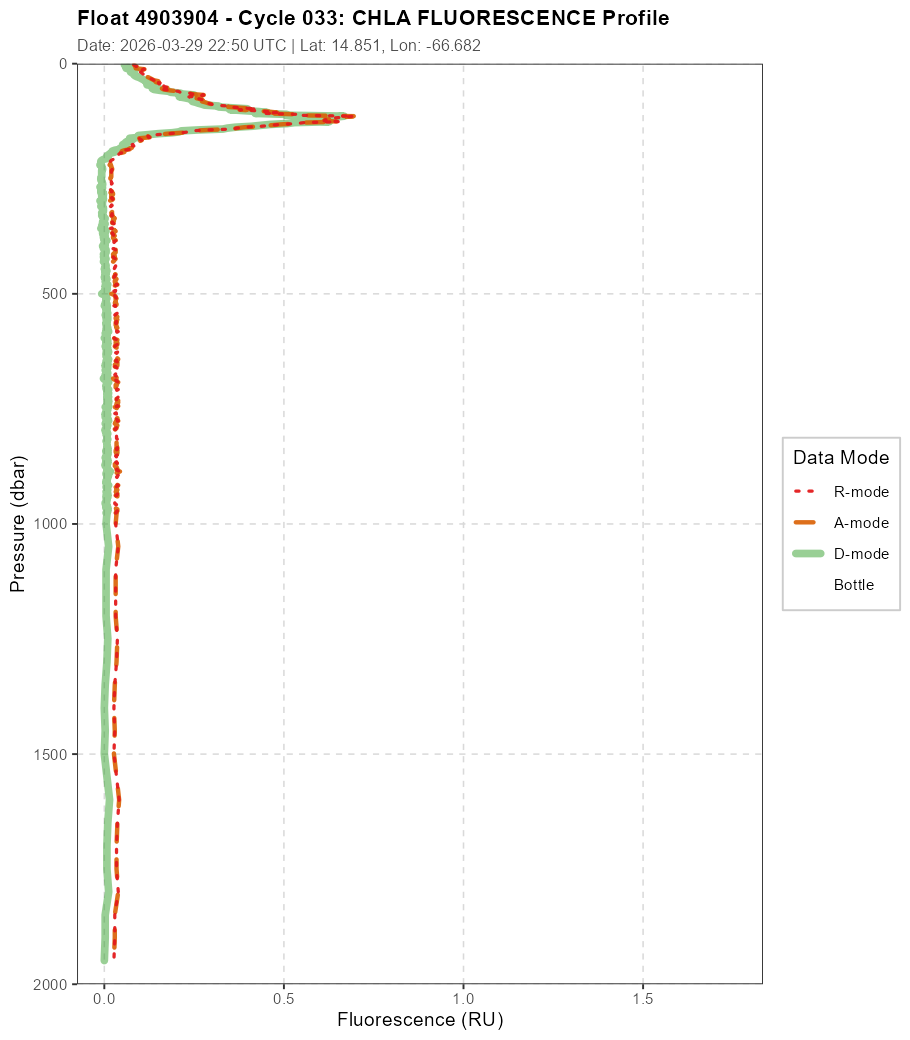 Float 4903904 - Cycle 033: CHLA FLUORESCENCE Profile
Date: 2026-03-29 22:50 UTC | Lat: 14.851, Lon: -66.682
0
500
1000
1500
2000
Pressure (dbar)
0.0
0.5
1.0
1.5
Fluorescence (RU)
Data Mode
R-mode
A-mode
D-mode
Bottle